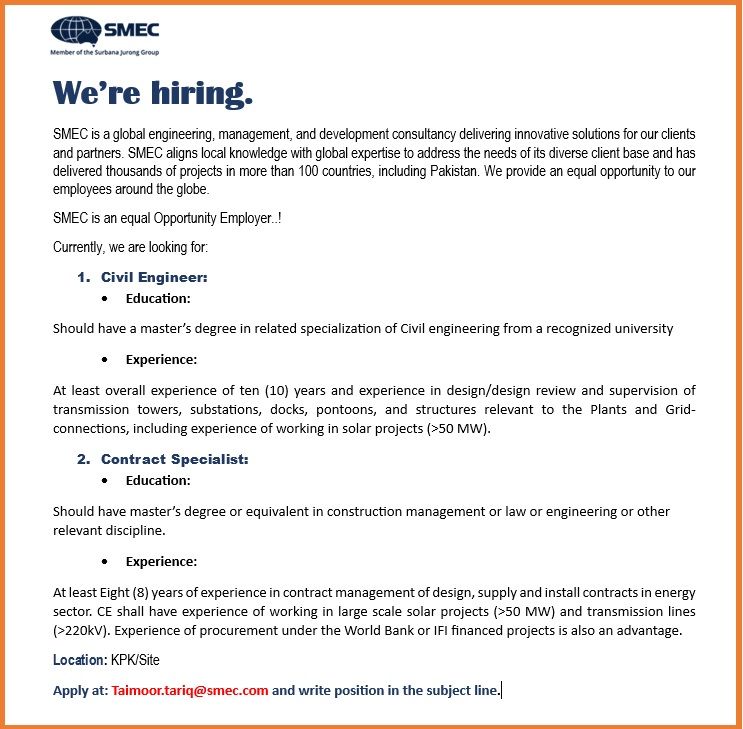 SMEC
Member of the Surbana Jurong Group
We're hiring.
SMEC is a global engineering, management, and development consultancy delivering innovative solutions for our clients
and partners. SMEC aligns local knowledge with global expertise to address the needs of its diverse client base and has
delivered thousands of projects in more than 100 countries, including Pakistan. We provide an equal opportunity to our
employees around the globe.
SMEC is an equal Opportunity Employer..!
Currently, we are looking for:
1. Civil Engineer:
• Education:
Should have a master's degree in related specialization of Civil engineering from a recognized university
• Experience:
At least overall experience of ten (10) years and experience in design/design review and supervision of
transmission towers, substations, docks, pontoons, and structures relevant to the Plants and Grid-
connections, including experience of working in solar projects (>50 MW).
2. Contract Specialist:
• Education:
Should have master's degree or equivalent in construction management or law or engineering or other
relevant discipline.
• Experience:
At least Eight (8) years of experience in contract management of design, supply and install contracts in energy
sector. CE shall have experience of working in large scale solar projects (>50 MW) and transmission lines
(>220kV). Experience of procurement under the World Bank or IFI financed projects is also an advantage.
Location: KPK/Site
Apply at: Taimoor.tariq@smec.com and write position in the subject line.